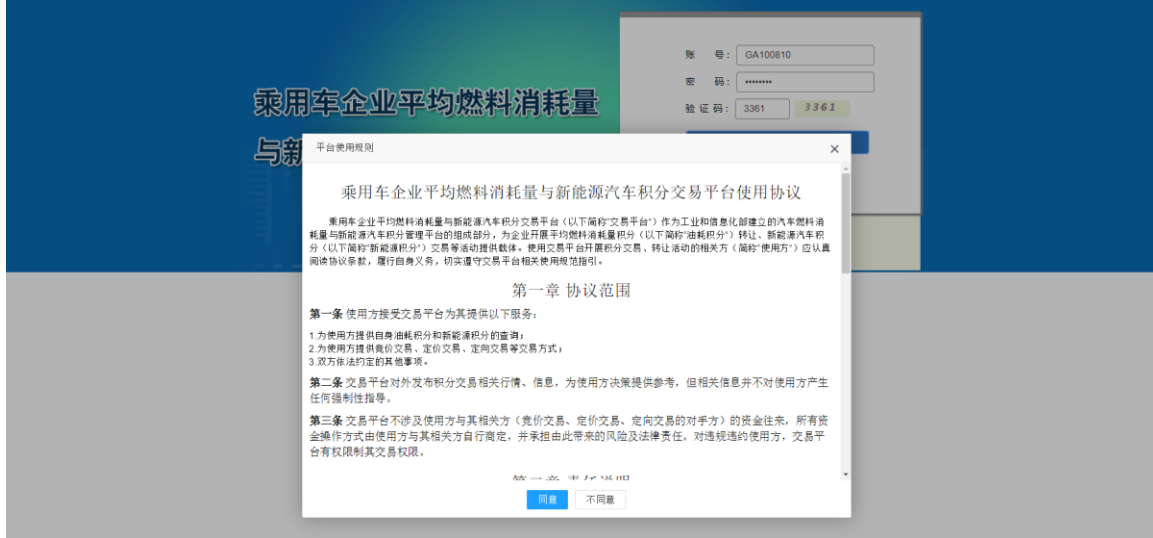 账 号: GA100810
密 码: ••••••••
验 证 码: 3361 3361
乘用车企业平均燃料消耗量
与新
平台使用规则 ×
乘用车企业平均燃料消耗量与新能源汽车积分交易平台使用协议
乘用车企业平均燃料消耗量与新能源汽车积分交易平台（以下简称“交易平台”）作为工业和信息化部建立的汽车燃料消
耗量与新能源汽车积分管理平台的组成部分，为企业开展平均燃料消耗量积分（以下简称“油耗积分”）转让、新能源汽车积
分（以下简称“新能源积分”）交易等活动提供载体。使用交易平台开展积分交易、转让活动的相关方（简称“使用方”）应认真
阅读协议条款，履行自身义务，切实遵守交易平台相关使用规范指引。
第一章 协议范围
第一条 使用方接受交易平台为其提供以下服务：
1.为使用方提供自身油耗积分和新能源积分的查询；
2.为使用方提供竞价交易、定价交易、定向交易等交易方式；
3.双方依法约定的其他事项。
第二条 交易平台对外发布积分交易相关行情、信息，为使用方决策提供参考，但相关信息并不对使用方产生
任何强制性指导。
第三条 交易平台不涉及使用方与其相关方（竞价交易、定价交易、定向交易的对手方）的资金往来，所有资
金操作方式由使用方与其相关方自行商定，并承担由此带来的风险及法律责任。对违规违约使用方，交易平
台有权限制其交易权限。
第二章 责任说明
同意 不同意